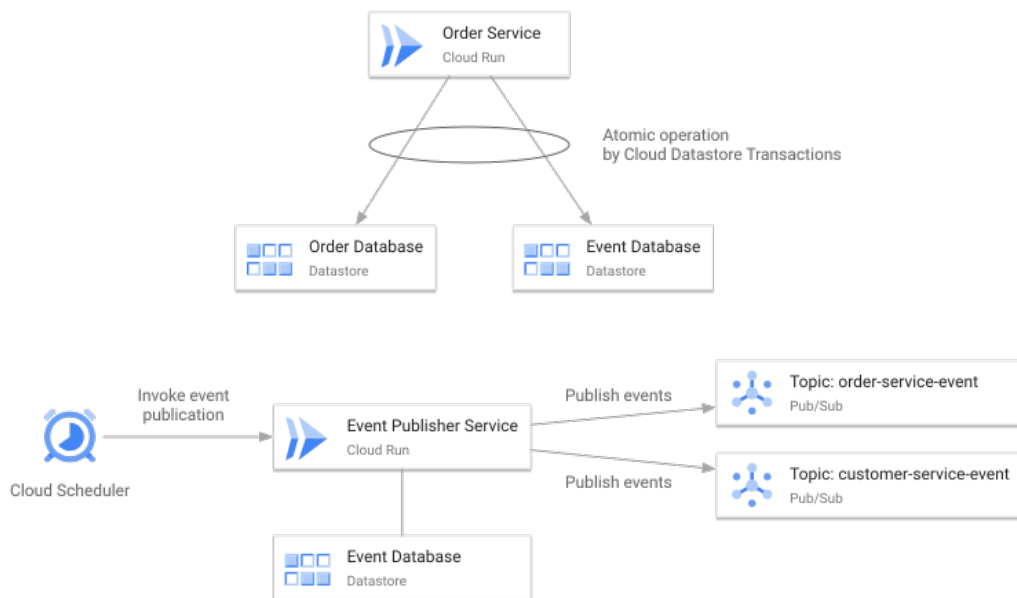 Order Service
Cloud Run
Atomic operation
by Cloud Datastore Transactions
Order Database
Datastore
Event Database
Datastore
Invoke event
publication
Cloud Scheduler
Event Publisher Service
Cloud Run
Publish events
Topic: order-service-event
Pub/Sub
Publish events
Topic: customer-service-event
Pub/Sub
Event Database
Datastore